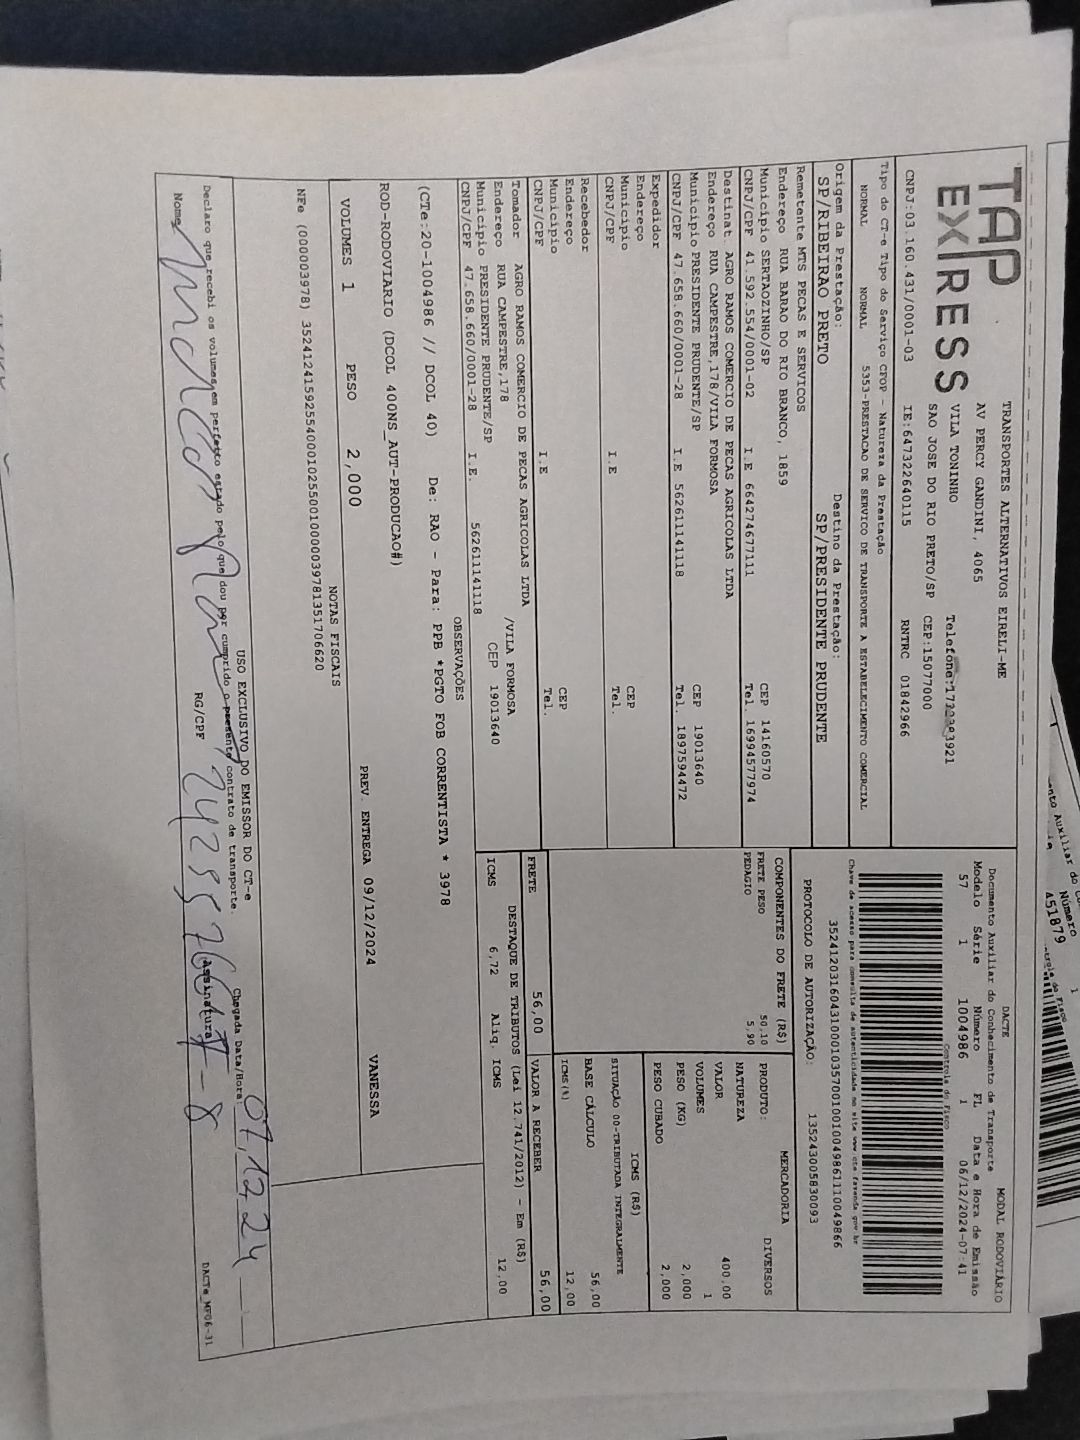 TAP
EXPRESS
TRANSPORTES ALTERNATIVOS EIRELI-ME
AV PERCY GANDINI, 4065
VILA TONINHO
SAO JOSE DO RIO PRETO/SP CEP:15077000
CNPJ:03.160.431/0001-03 IE:647322640115 RNTRC 01842966
Tipo do CT-e Tipo do Serviço CFOP - Natureza da Prestação
NORMAL NORMAL 5353-PRESTACAO DE SERVICO DE TRANSPORTE A ESTABELECIMENTO COMERCIAL
Origem da Prestação: Destino da Prestação:
SP/RIBEIRAO PRETO SP/PRESIDENTE PRUDENTE
Remetente MTS PECAS E SERVICOS
Endereço RUA BARAO DO RIO BRANCO, 1859 CEP 14160570
Município SERTAOZINHO/SP Tel. 16994577974
CNPJ/CPF 41.592.554/0001-02 I.E 664274677111
Destinat. AGRO RAMOS COMERCIO DE PECAS AGRICOLAS LTDA
Endereço RUA CAMPESTRE,178/VILA FORMOSA CEP 19013640
Município PRESIDENTE PRUDENTE/SP Tel. 1897594472
CNPJ/CPF 47.658.660/0001-28 I.E 562611141118
Expedidor
Endereço CEP
Município Tel.
CNPJ/CPF I.E
Recebedor
Endereço CEP
Município Tel.
CNPJ/CPF I.E
Tomador AGRO RAMOS COMERCIO DE PECAS AGRICOLAS LTDA
Endereço RUA CAMPESTRE,178 /VILA FORMOSA
Município PRESIDENTE PRUDENTE/SP CEP 19013640
CNPJ/CPF 47.658.660/0001-28 I.E. 562611141118
DACTE MODAL RODOVIÁRIO
Documento Auxiliar do Conhecimento de Transporte
Modelo Série Número FL Data e Hora de Emissão
57 1 1004986 1 06/12/2024-07:41
Controle do Fisco
Chave de acesso para consulta de autenticidade no site www.cte.fazenda.gov.br
PROTOCOLO DE AUTORIZAÇÃO: 135243005830093
COMPONENTES DO FRETE (R$)
FRETE PESO 50,10
PEDAGIO 5,90
MERCADORIA
PRODUTO: DIVERSOS
NATUREZA
VALOR 400,00
VOLUMES 1
PESO (KG) 2,000
PESO CUBADO 2,000
ICMS (R$)
SITUAÇÃO 00-TRIBUTADA INTEGRALMENTE
BASE CÁLCULO 56,00
ICMS(%) 12,00
FRETE 56,00 VALOR A RECEBER 56,00
DESTAQUE DE TRIBUTOS (Lei 12.741/2012) - Em (R$)
ICMS 6,72 Aliq. ICMS 12,00
OBSERVAÇÕES
(CTe:20-1004986 // DCOL 40) De: RAO - Para: PPB *PGTO FOB CORRENTISTA * 3978
ROD-RODOVIARIO (DCOL 400NS_AUT-PRODUCAO#)
VOLUMES 1 PESO 2,000 PREV. ENTREGA 09/12/2024 VANESSA
NOTAS FISCAIS
NFe (000003978)
USO EXCLUSIVO DO EMISSOR DO CT-e
Declaro que recebi os volumes em perfeito estado pelo que dou por cumprido o presente contrato de transporte.
Chegada Data/Hora 07,12,24
Nome RG/CPF Assinatura
DACTe_MF06-31
Número
451879